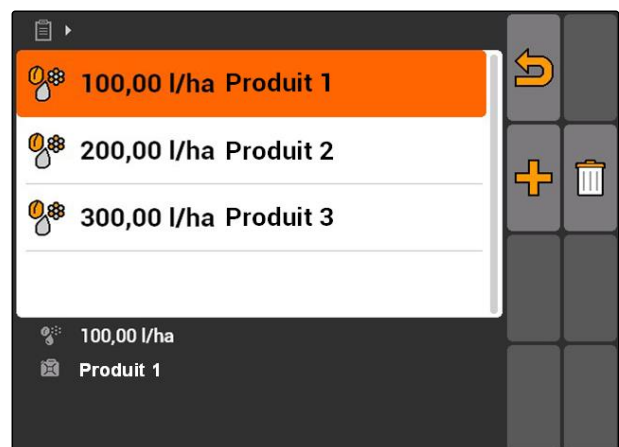 100,00 l/ha Produit 1
200,00 l/ha Produit 2
300,00 l/ha Produit 3
100,00 l/ha
Produit 1